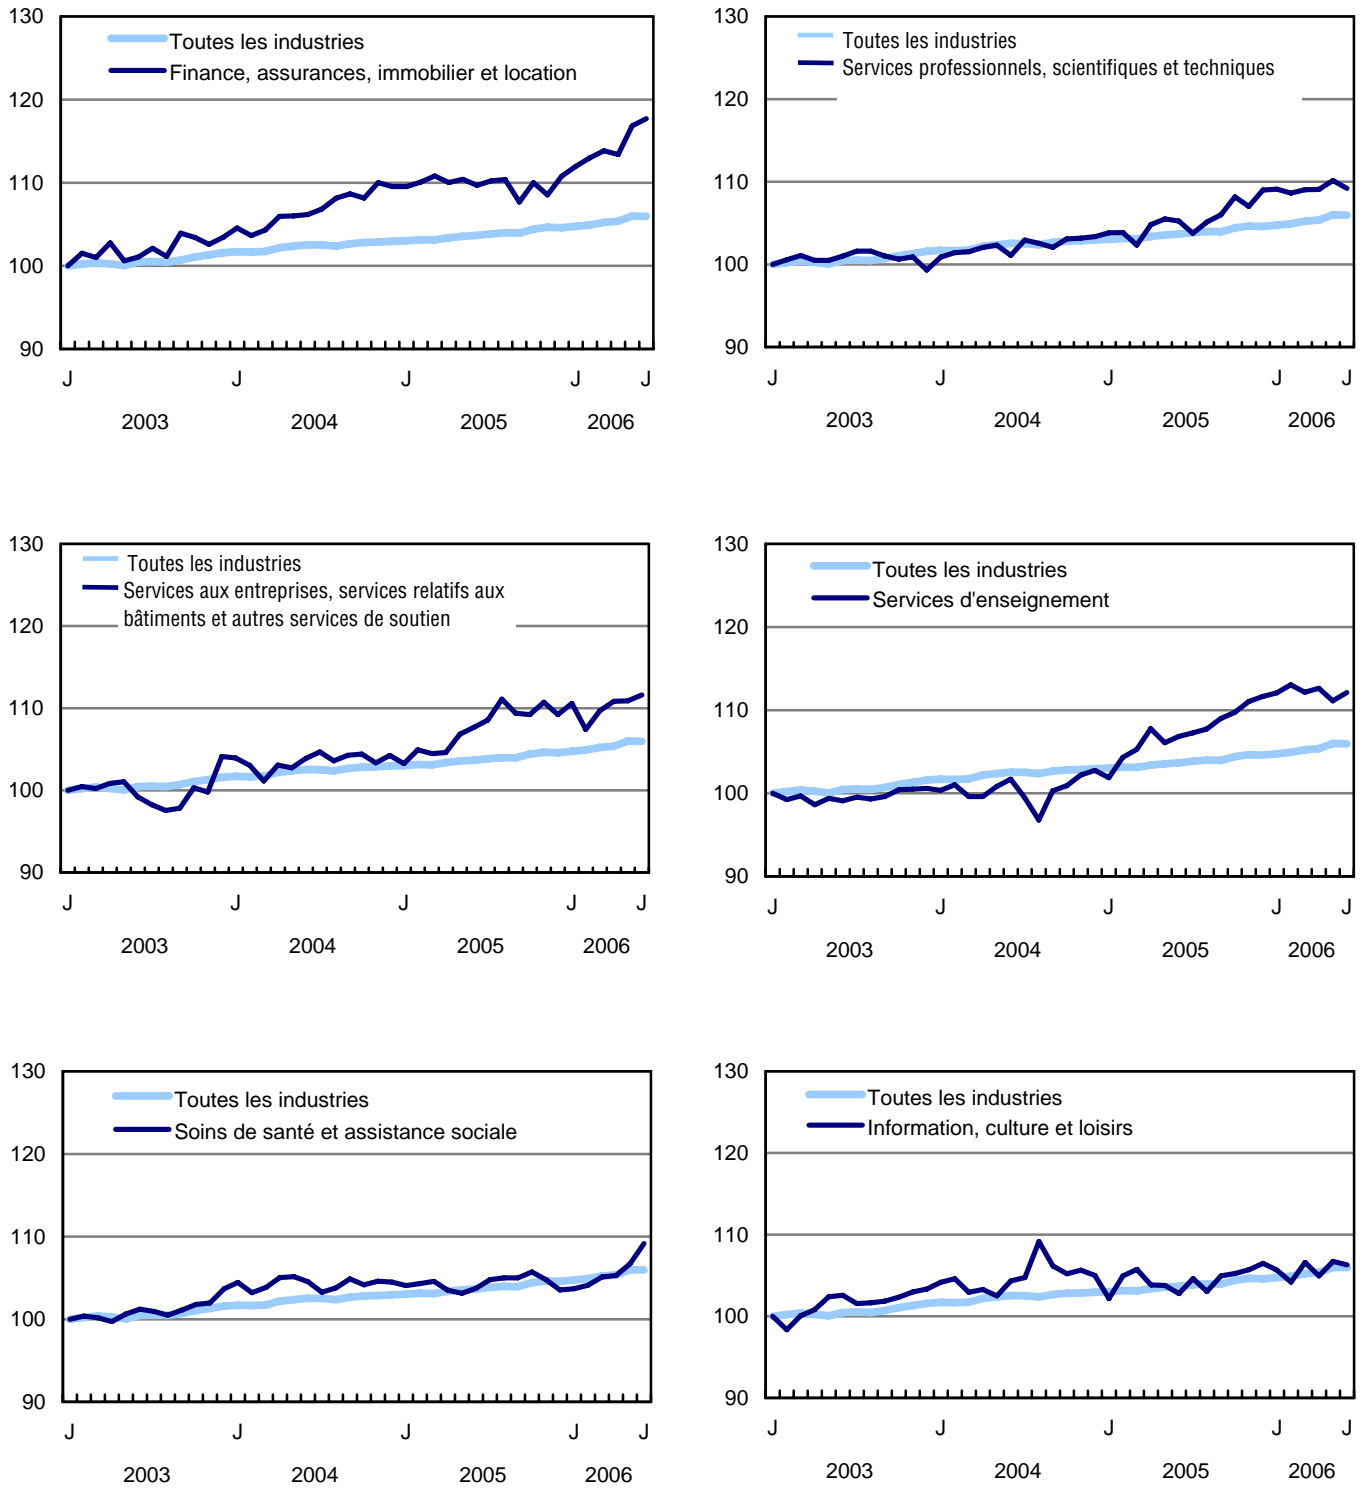 130
Toutes les industries
Finance, assurances, immobilier et location
120
110
100
90
J J J J J
2003 2004 2005 2006
130
Toutes les industries
Services professionnels, scientifiques et techniques
120
110
100
90
J J J J J
2003 2004 2005 2006
130
Toutes les industries
Services aux entreprises, services relatifs aux
bâtiments et autres services de soutien
120
110
100
90
J J J J J
2003 2004 2005 2006
130
Toutes les industries
Services d'enseignement
120
110
100
90
J J J J J
2003 2004 2005 2006
130
Toutes les industries
Soins de santé et assistance sociale
120
110
100
90
J J J J J
2003 2004 2005 2006
130
Toutes les industries
Information, culture et loisirs
120
110
100
90
J J J J J
2003 2004 2005 2006